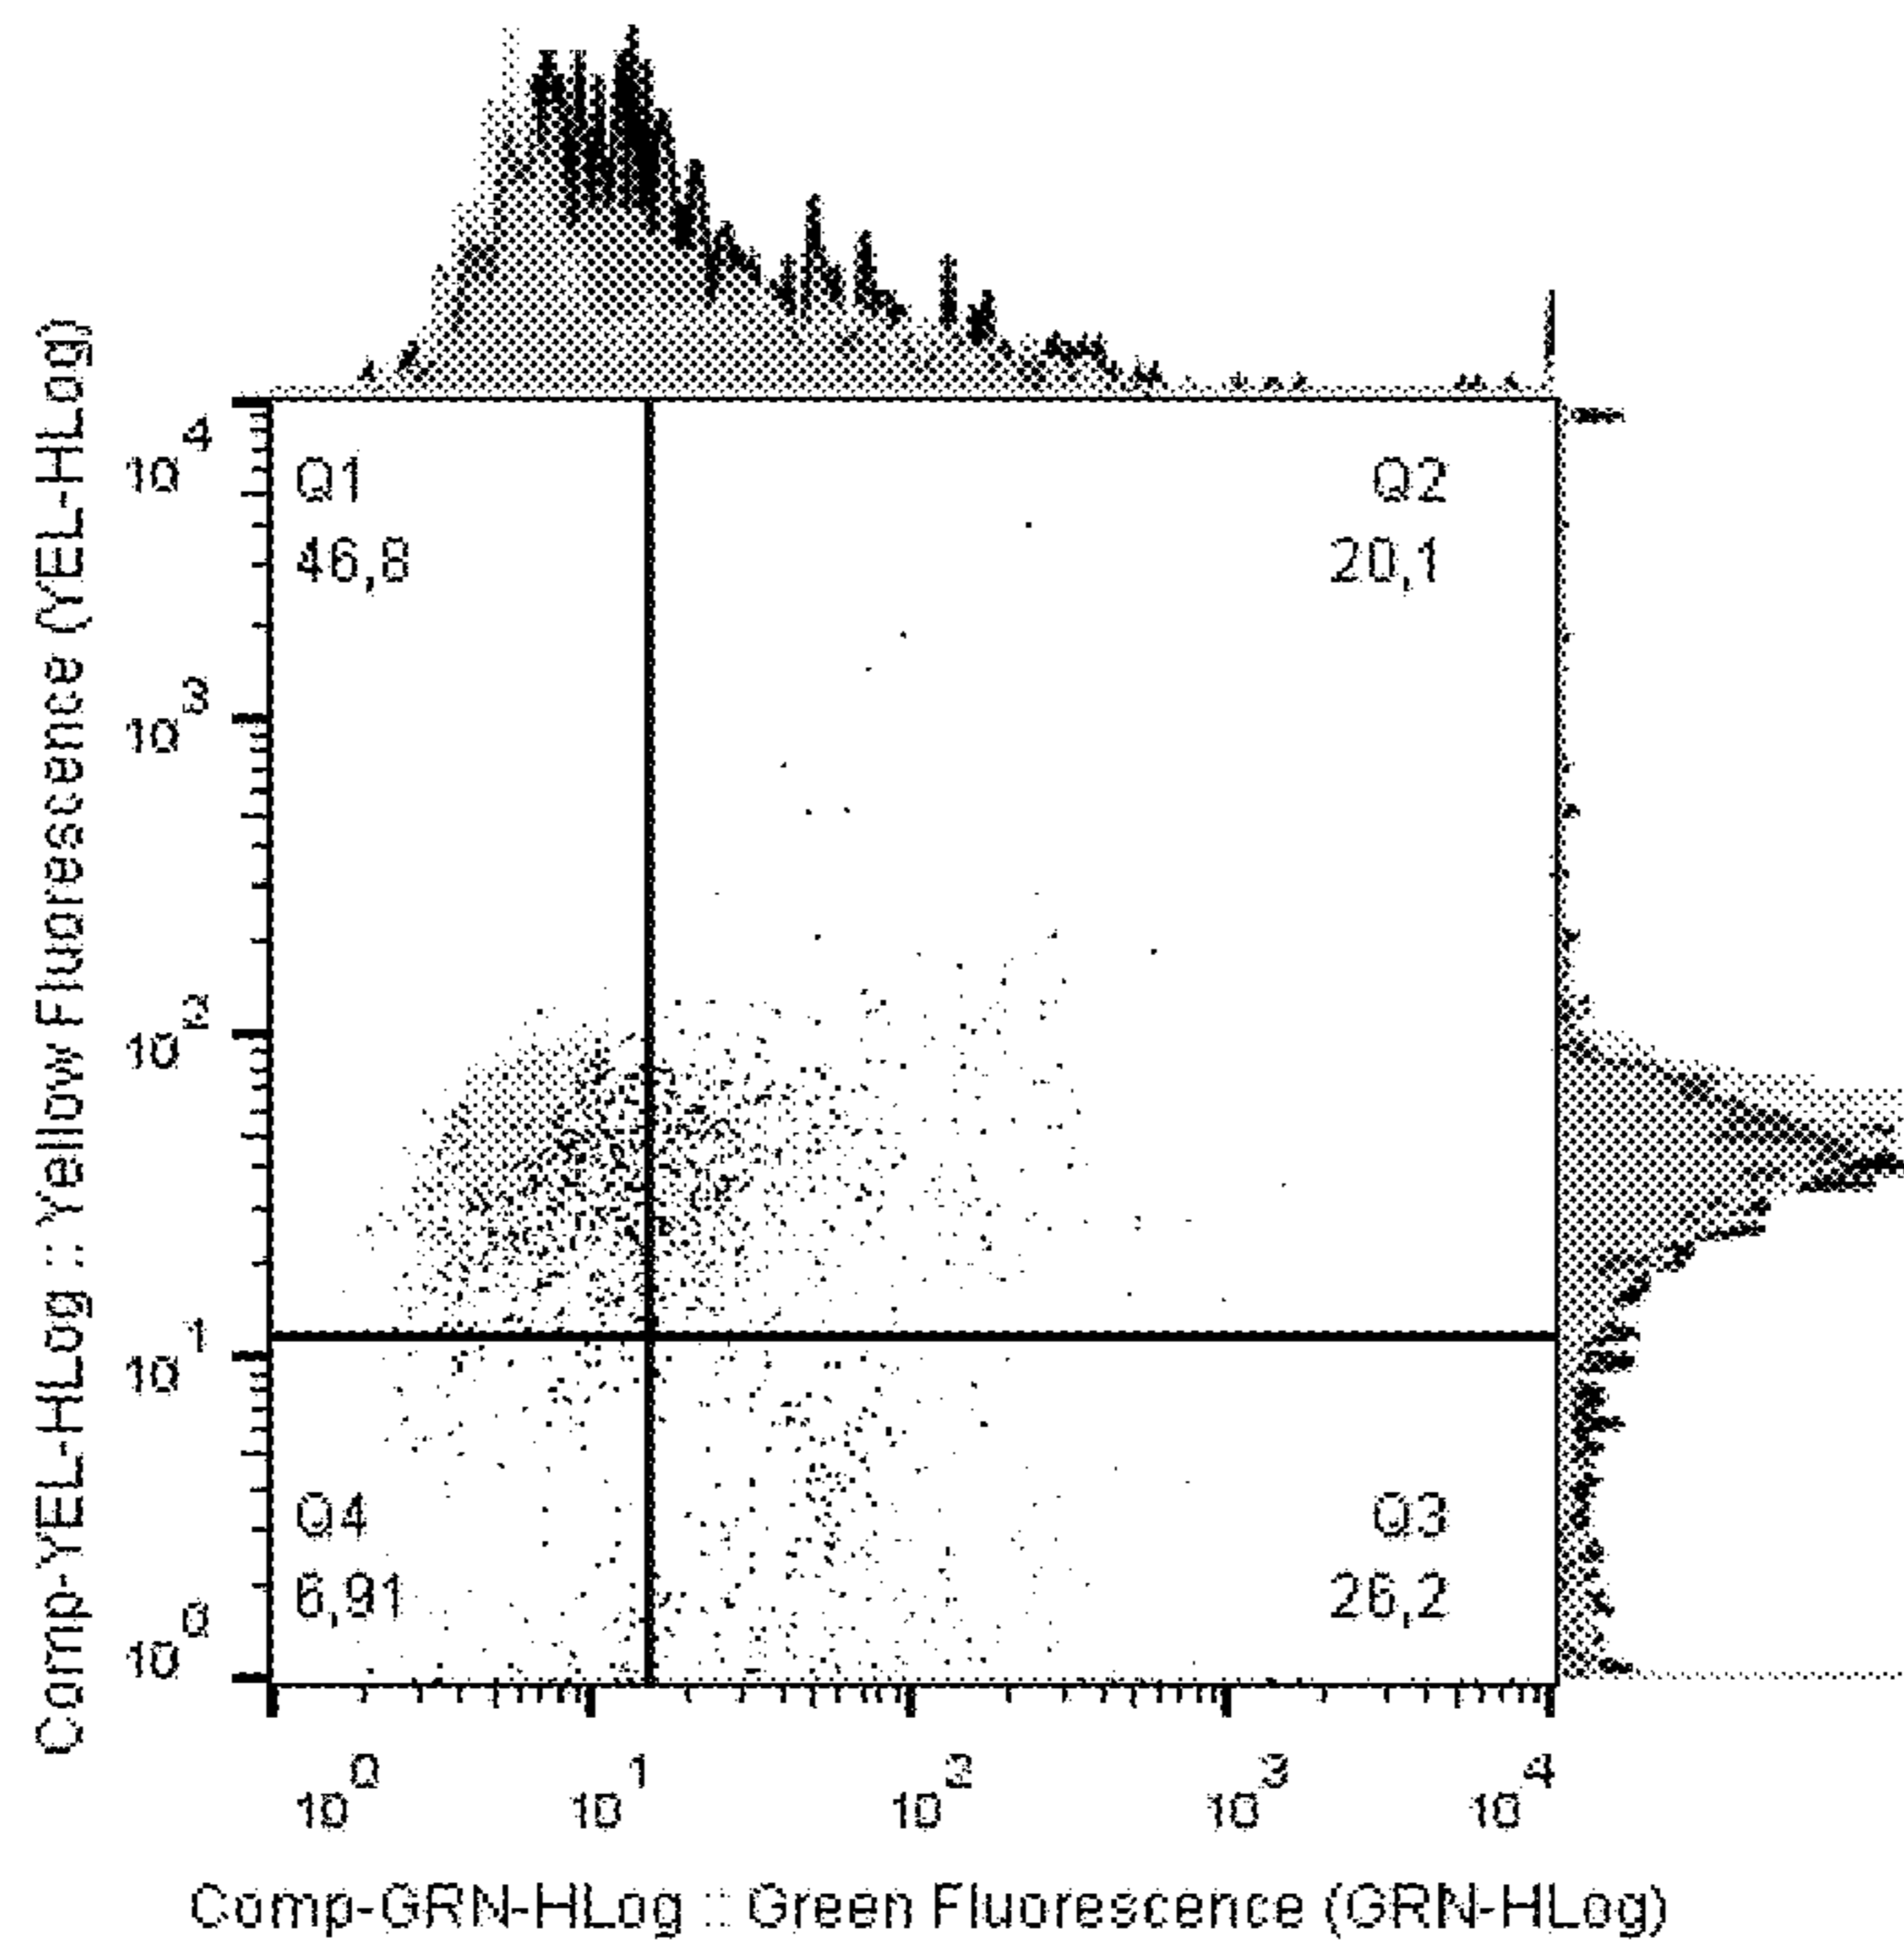 Comp-YEL-HLog :: Yellow Fluorescence (YEL-HLog)
10 4
10 3
10 2
10 1
10 0
Q1
46,8
Q2
20,1
Q4
6,91
Q3
26,2
10 0
10 1
10 2
10 3
10 4
Comp-GRN-HLog :: Green Fluorescence (GRN-HLog)